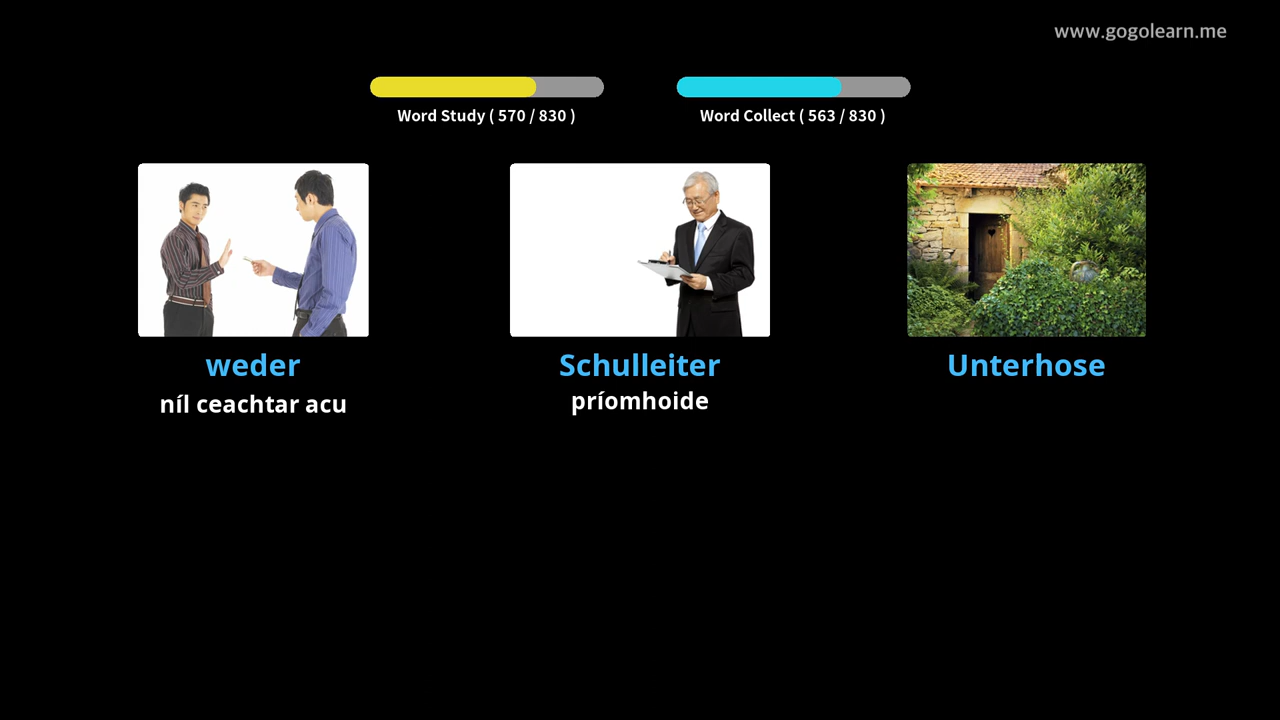 www.gogolearn.me
Word Study ( 570 / 830 )
Word Collect ( 563 / 830 )
weder
níl ceachtar acu
Schulleiter
príomhoide
Unterhose